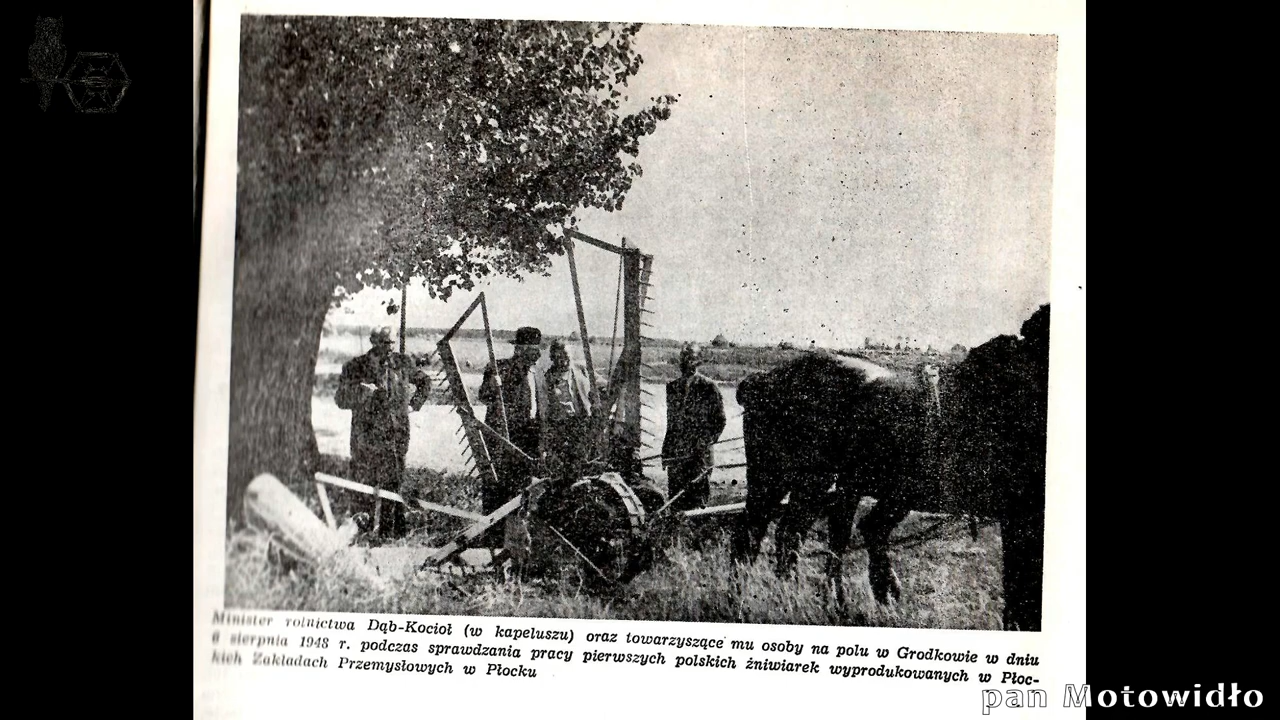 Minister rolnictwa Dąb-Kocioł (w kapeluszu) oraz towarzyszące mu osoby na polu w Grodkowie w dniu
6 sierpnia 1948 r. podczas sprawdzania pracy pierwszych polskich żniwiarek wyprodukowanych w Płoc-
kich Zakładach Przemysłowych w Płocku
pan Motowidło